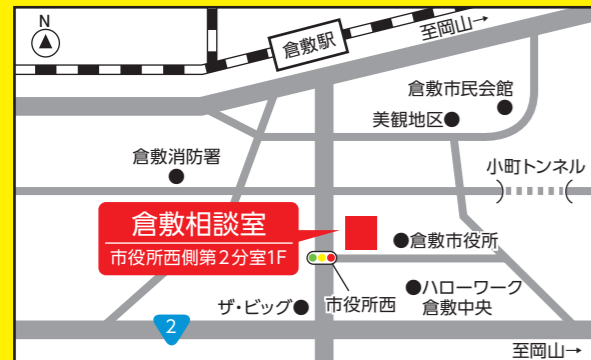 N
倉敷駅
至岡山→
倉敷市民会館
美観地区
倉敷消防署
小町トンネル
倉敷相談室
市役所西側第2分室1F
倉敷市役所
市役所西
ザ・ビッグ
ハローワーク
倉敷中央
2
至岡山→